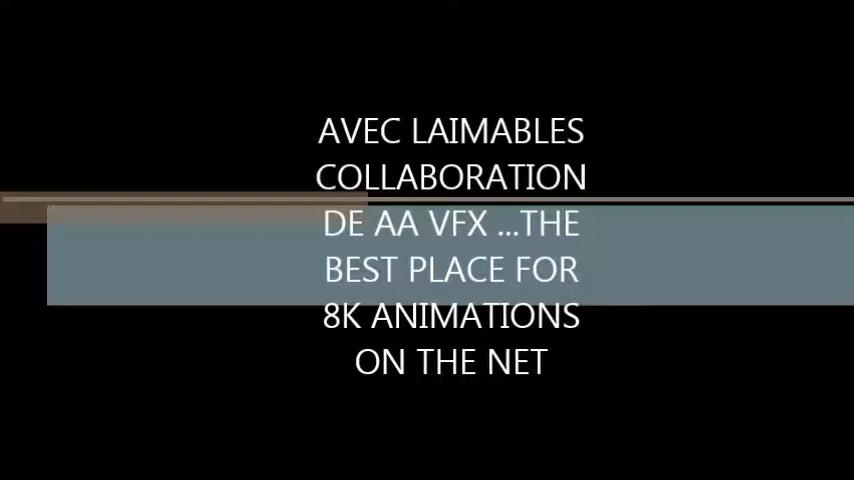 AVEC LAIMABLES
COLLABORATION
DE AA VFX ...THE
BEST PLACE FOR
8K ANIMATIONS
ON THE NET